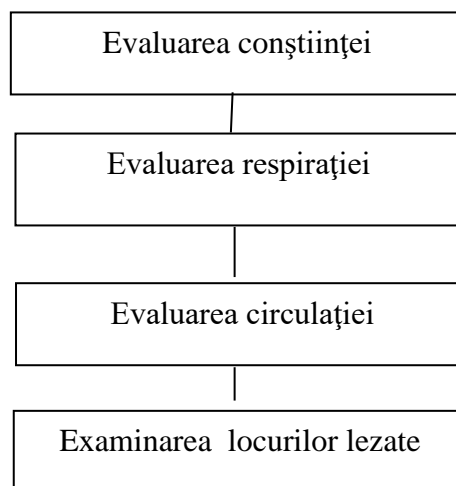 Evaluarea conştiinţei
Evaluarea respiraţiei
Evaluarea circulaţiei
Examinarea locurilor lezate